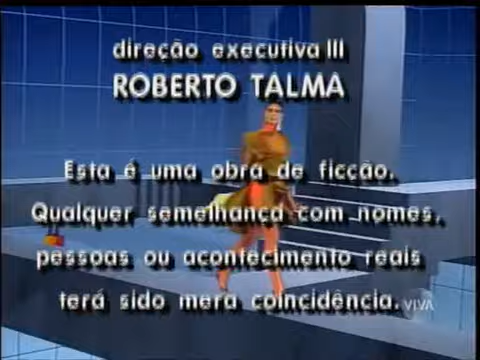 direção executiva III
ROBERTO TALMA
Esta é uma obra de ficção.
Qualquer semelhança com nomes,
pessoas ou acontecimento reais
terá sido mera coincidência.
VIVA